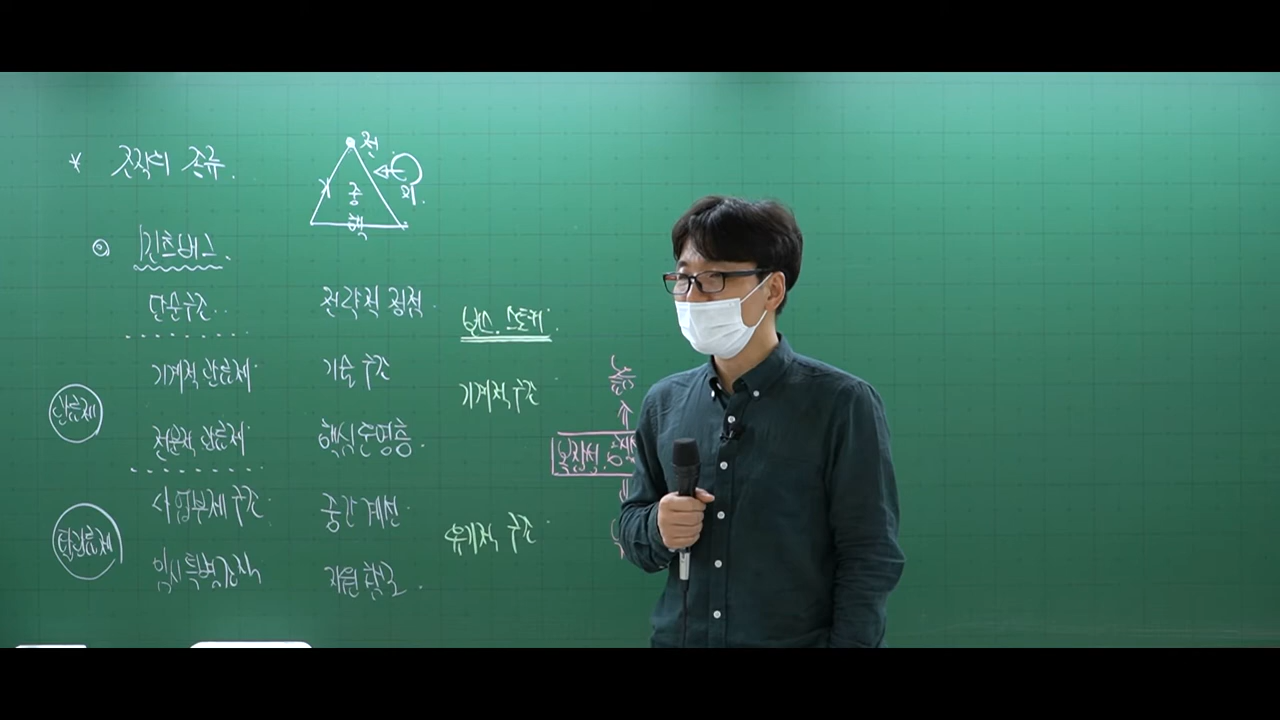 * 조직의 종류.
전.
중
핵
⊙ 민츠버그.
단순구조. 전략적 정점.
번스. 스토커.
기계적 관료제 기술 구조
기계적 구조
관료제
전문적 관료제 핵심운영층.
복잡성.
사업부제 구조 중간 계선
유기적 구조
탈관료제
임시특별조직 지원 참모.